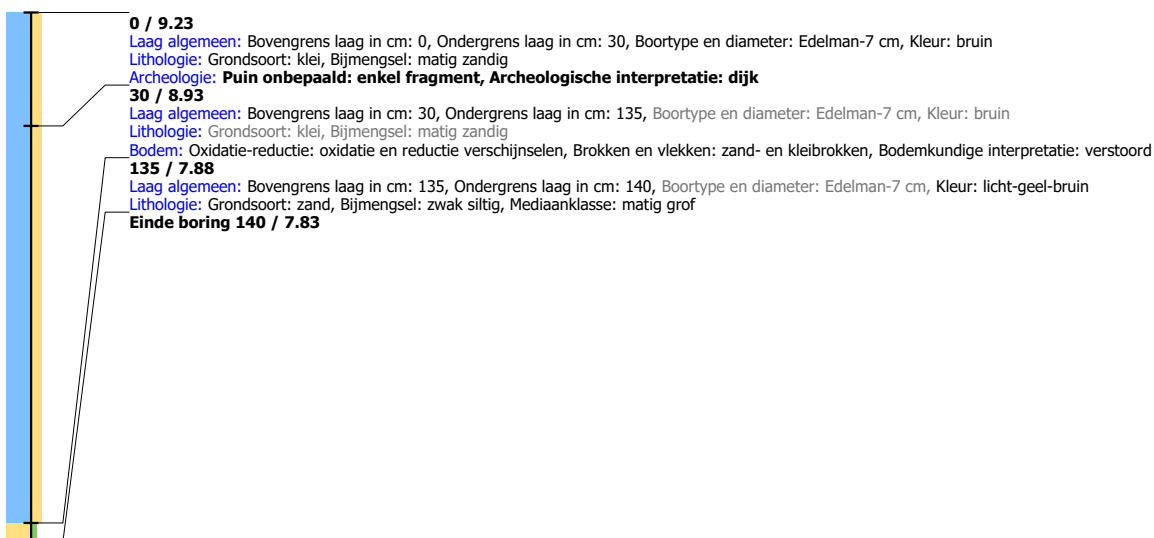 0 / 9.23
Laag algemeen: Bovengrens laag in cm: 0, Ondergrens laag in cm: 30, Boortype en diameter: Edelman-7 cm, Kleur: bruin
Lithologie: Grondsoort: klei, Bijmengsel: matig zandig
Archeologie: Puin onbepaald: enkel fragment, Archeologische interpretatie: dijk
30 / 8.93
Laag algemeen: Bovengrens laag in cm: 30, Ondergrens laag in cm: 135, Boortype en diameter: Edelman-7 cm, Kleur: bruin
Lithologie: Grondsoort: klei, Bijmengsel: matig zandig
Bodem: Oxidatie-reductie: oxidatie en reductie verschijnselen, Brokken en vlekken: zand- en kleibrokken, Bodemkundige interpretatie: verstoord
135 / 7.88
Laag algemeen: Bovengrens laag in cm: 135, Ondergrens laag in cm: 140, Boortype en diameter: Edelman-7 cm, Kleur: licht-geel-bruin
Lithologie: Grondsoort: zand, Bijmengsel: zwak siltig, Mediaanklasse: matig grof
Einde boring 140 / 7.83